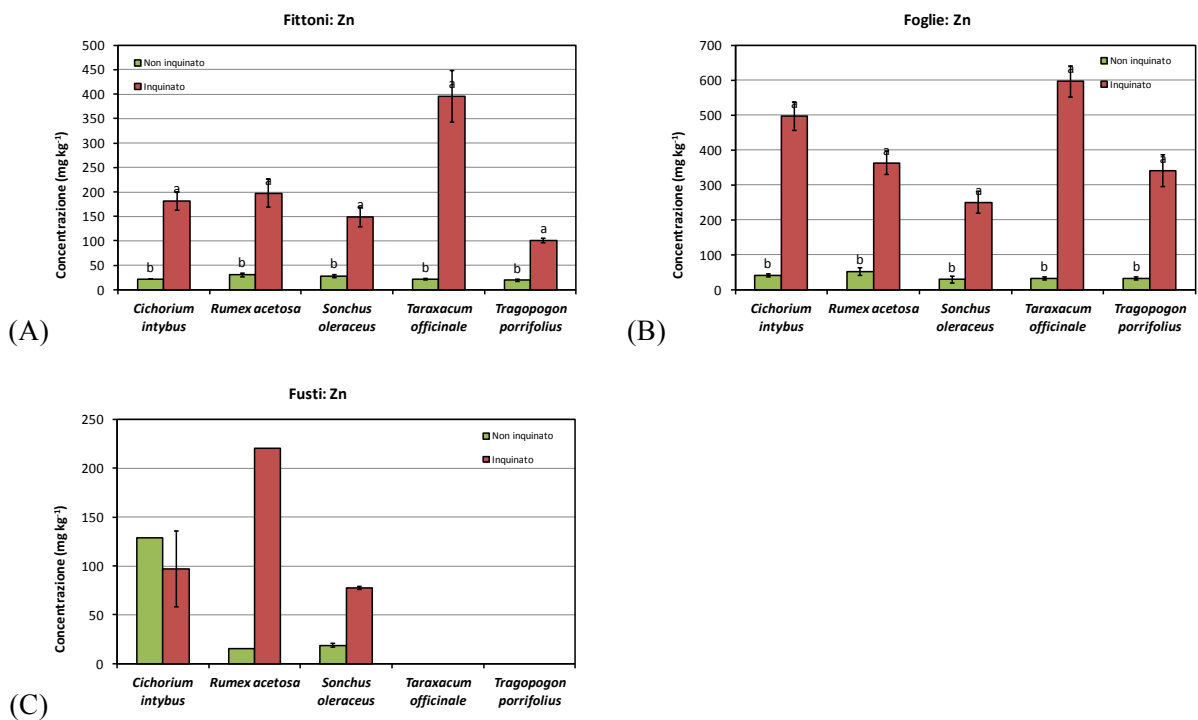 Fittoni: Zn
500
450
400
350
300
250
200
150
100
50
0
Concentrazione (mg kg⁻¹)
Non inquinato
Inquinato
b a b a b a b a b a
Cichorium intybus
Rumex acetosa
Sonchus oleraceus
Taraxacum officinale
Tragopogon porrifolius
(A)
Foglie: Zn
700
600
500
400
300
200
100
0
Concentrazione (mg kg⁻¹)
Non inquinato
Inquinato
b a b a b a b a b a
Cichorium intybus
Rumex acetosa
Sonchus oleraceus
Taraxacum officinale
Tragopogon porrifolius
(B)
Fusti: Zn
250
200
150
100
50
0
Concentrazione (mg kg⁻¹)
Non inquinato
Inquinato
Cichorium intybus
Rumex acetosa
Sonchus oleraceus
Taraxacum officinale
Tragopogon porrifolius
(C)